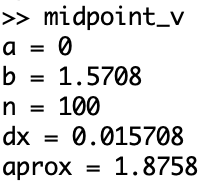 >> midpoint_v
a = 0
b = 1.5708
n = 100
dx = 0.015708
aprox = 1.8758